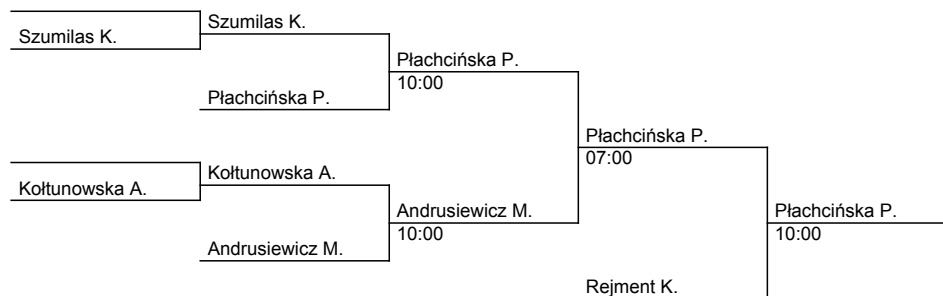 Szumilas K.
Szumilas K.
Płachcińska P.
10:00
Płachcińska P.
Płachcińska P.
07:00
Kołtunowska A.
Kołtunowska A.
Andrusiewicz M.
10:00
Płachcińska P.
10:00
Andrusiewicz M.
Rejment K.